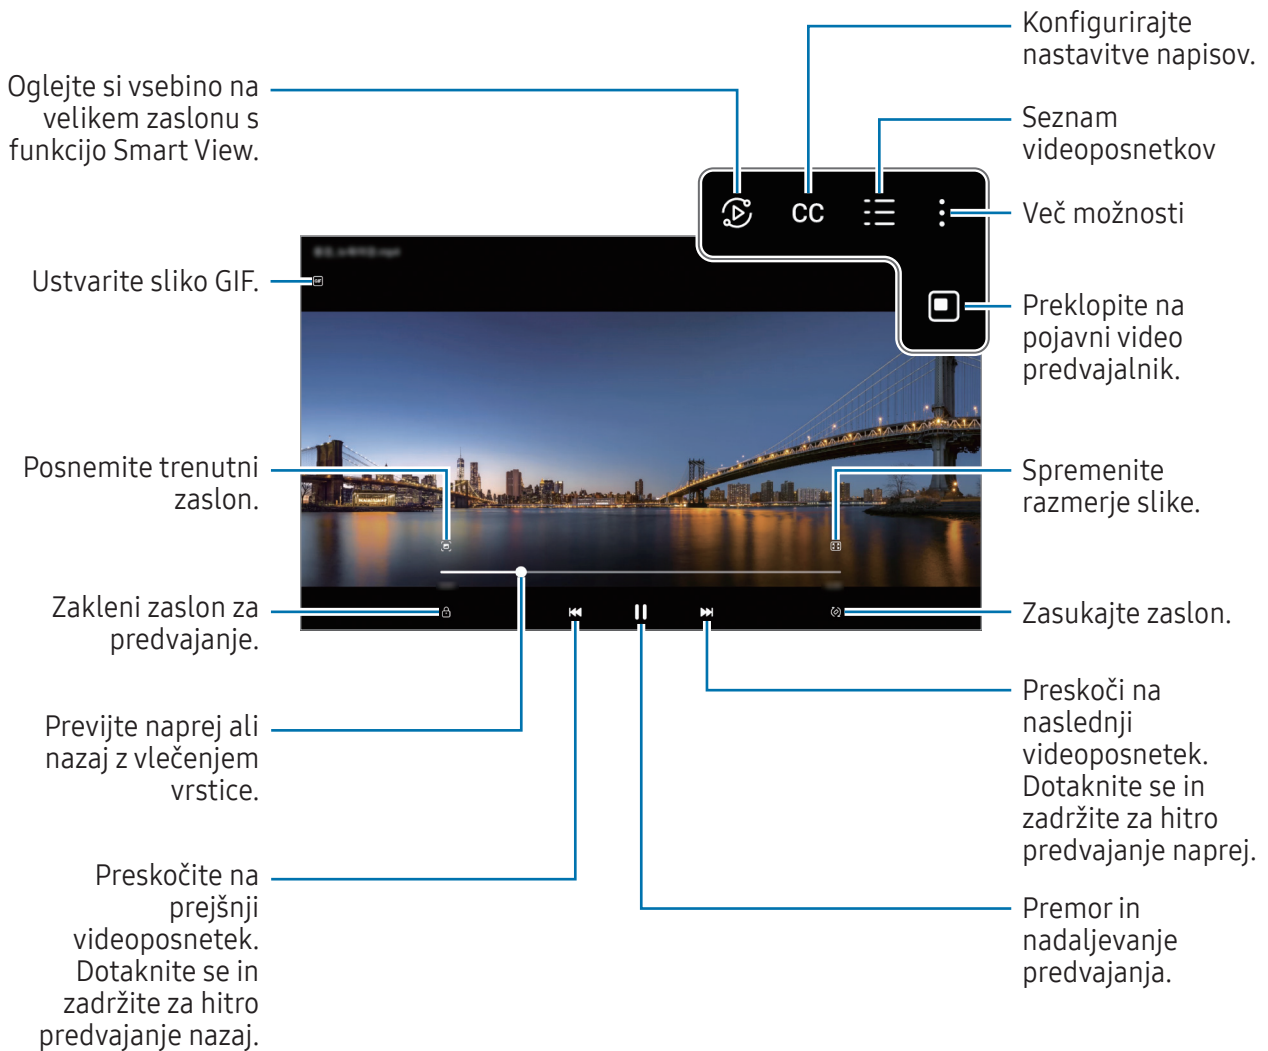 Konfigurirajte
nastavitve napisov.
Oglejte si vsebino na
velikem zaslonu s
funkcijo Smart View.
Seznam
videoposnetkov
CC
Več možnosti
Ustvarite sliko GIF.
GIF
Preklopite na
pojavni video
predvajalnik.
Posnemite trenutni
zaslon.
Spremenite
razmerje slike.
Zakleni zaslon za
predvajanje.
Zasukajte zaslon.
Previjte naprej ali
nazaj z vlečenjem
vrstice.
Preskoči na
naslednji
videoposnetek.
Dotaknite se in
zadržite za hitro
predvajanje naprej.
Preskočite na
prejšnji
videoposnetek.
Dotaknite se in
zadržite za hitro
predvajanje nazaj.
Premor in
nadaljevanje
predvajanja.